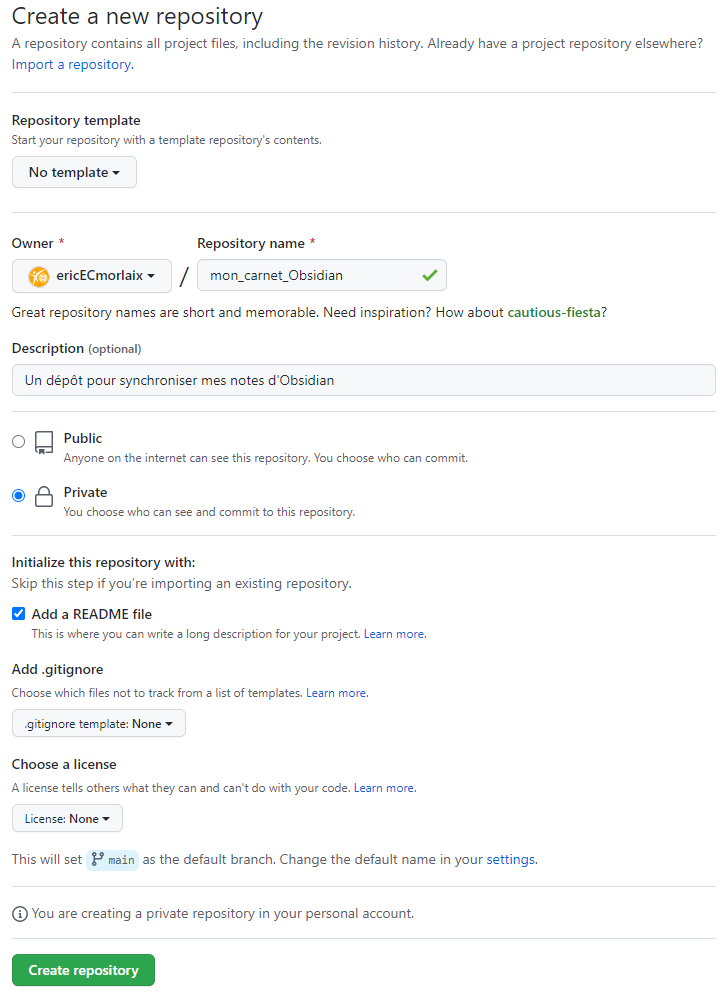 Create a new repository
A repository contains all project files, including the revision history. Already have a project repository elsewhere?
Import a repository.
Repository template
Start your repository with a template repository's contents.
No template
Owner *
Repository name *
ericECmorlaix
/
mon_carnet_Obsidian
Great repository names are short and memorable. Need inspiration? How about cautious-fiesta?
Description (optional)
Un dépôt pour synchroniser mes notes d'Obsidian
Public
Anyone on the internet can see this repository. You choose who can commit.
Private
You choose who can see and commit to this repository.
Initialize this repository with:
Skip this step if you're importing an existing repository.
Add a README file
This is where you can write a long description for your project. Learn more.
Add .gitignore
Choose which files not to track from a list of templates. Learn more.
.gitignore template: None
Choose a license
A license tells others what they can and can't do with your code. Learn more.
License: None
This will set main as the default branch. Change the default name in your settings.
You are creating a private repository in your personal account.
Create repository